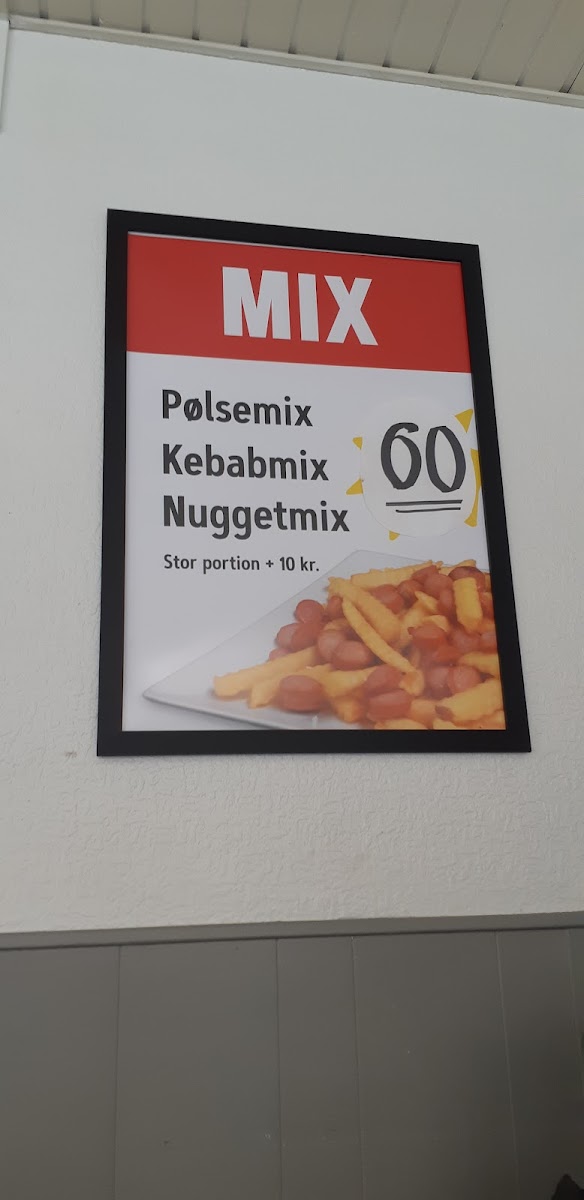 MIX
Pølsemix
Kebabmix
Nuggetmix
60
Stor portion + 10 kr.